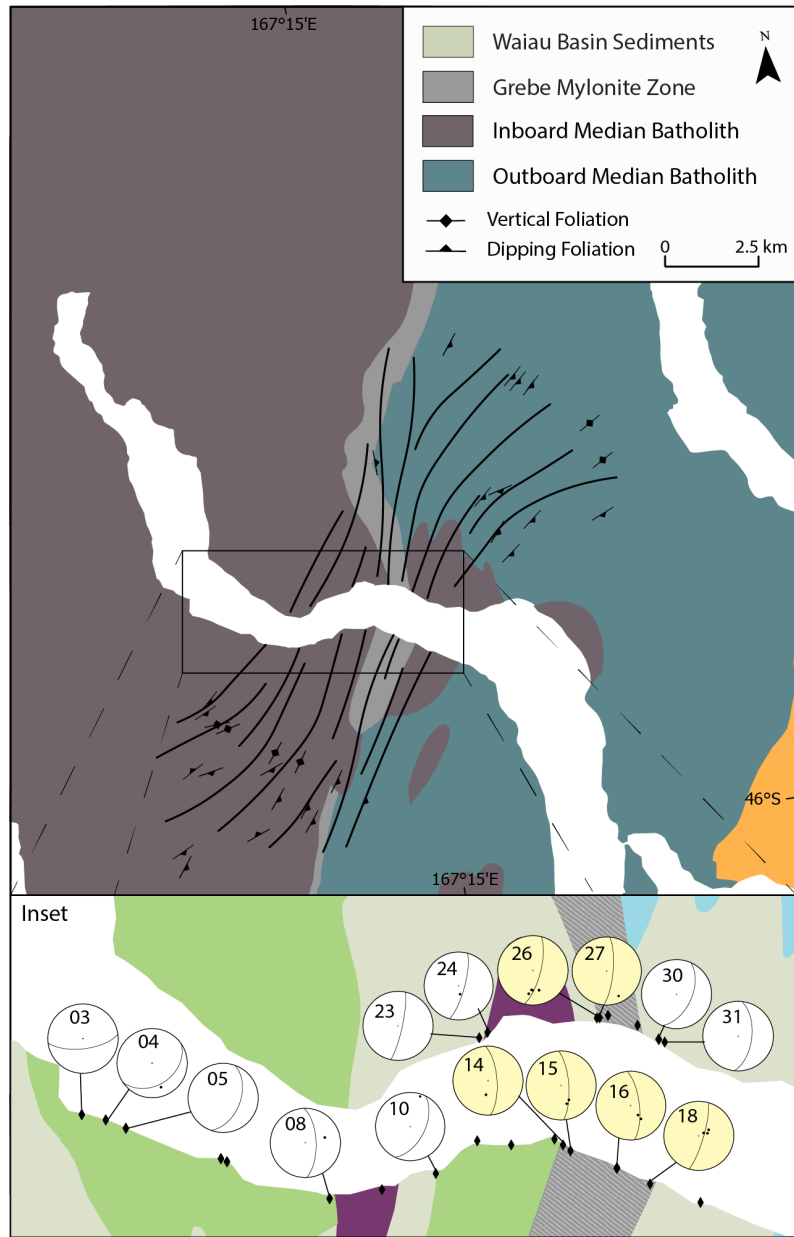 167°15'E
Waiau Basin Sediments
N
Grebe Mylonite Zone
Inboard Median Batholith
Outboard Median Batholith
Vertical Foliation
Dipping Foliation
0 2.5 km
46°S
167°15'E
Inset
26
27
24
30
23
31
03
04
14
15
05
16
10
18
08